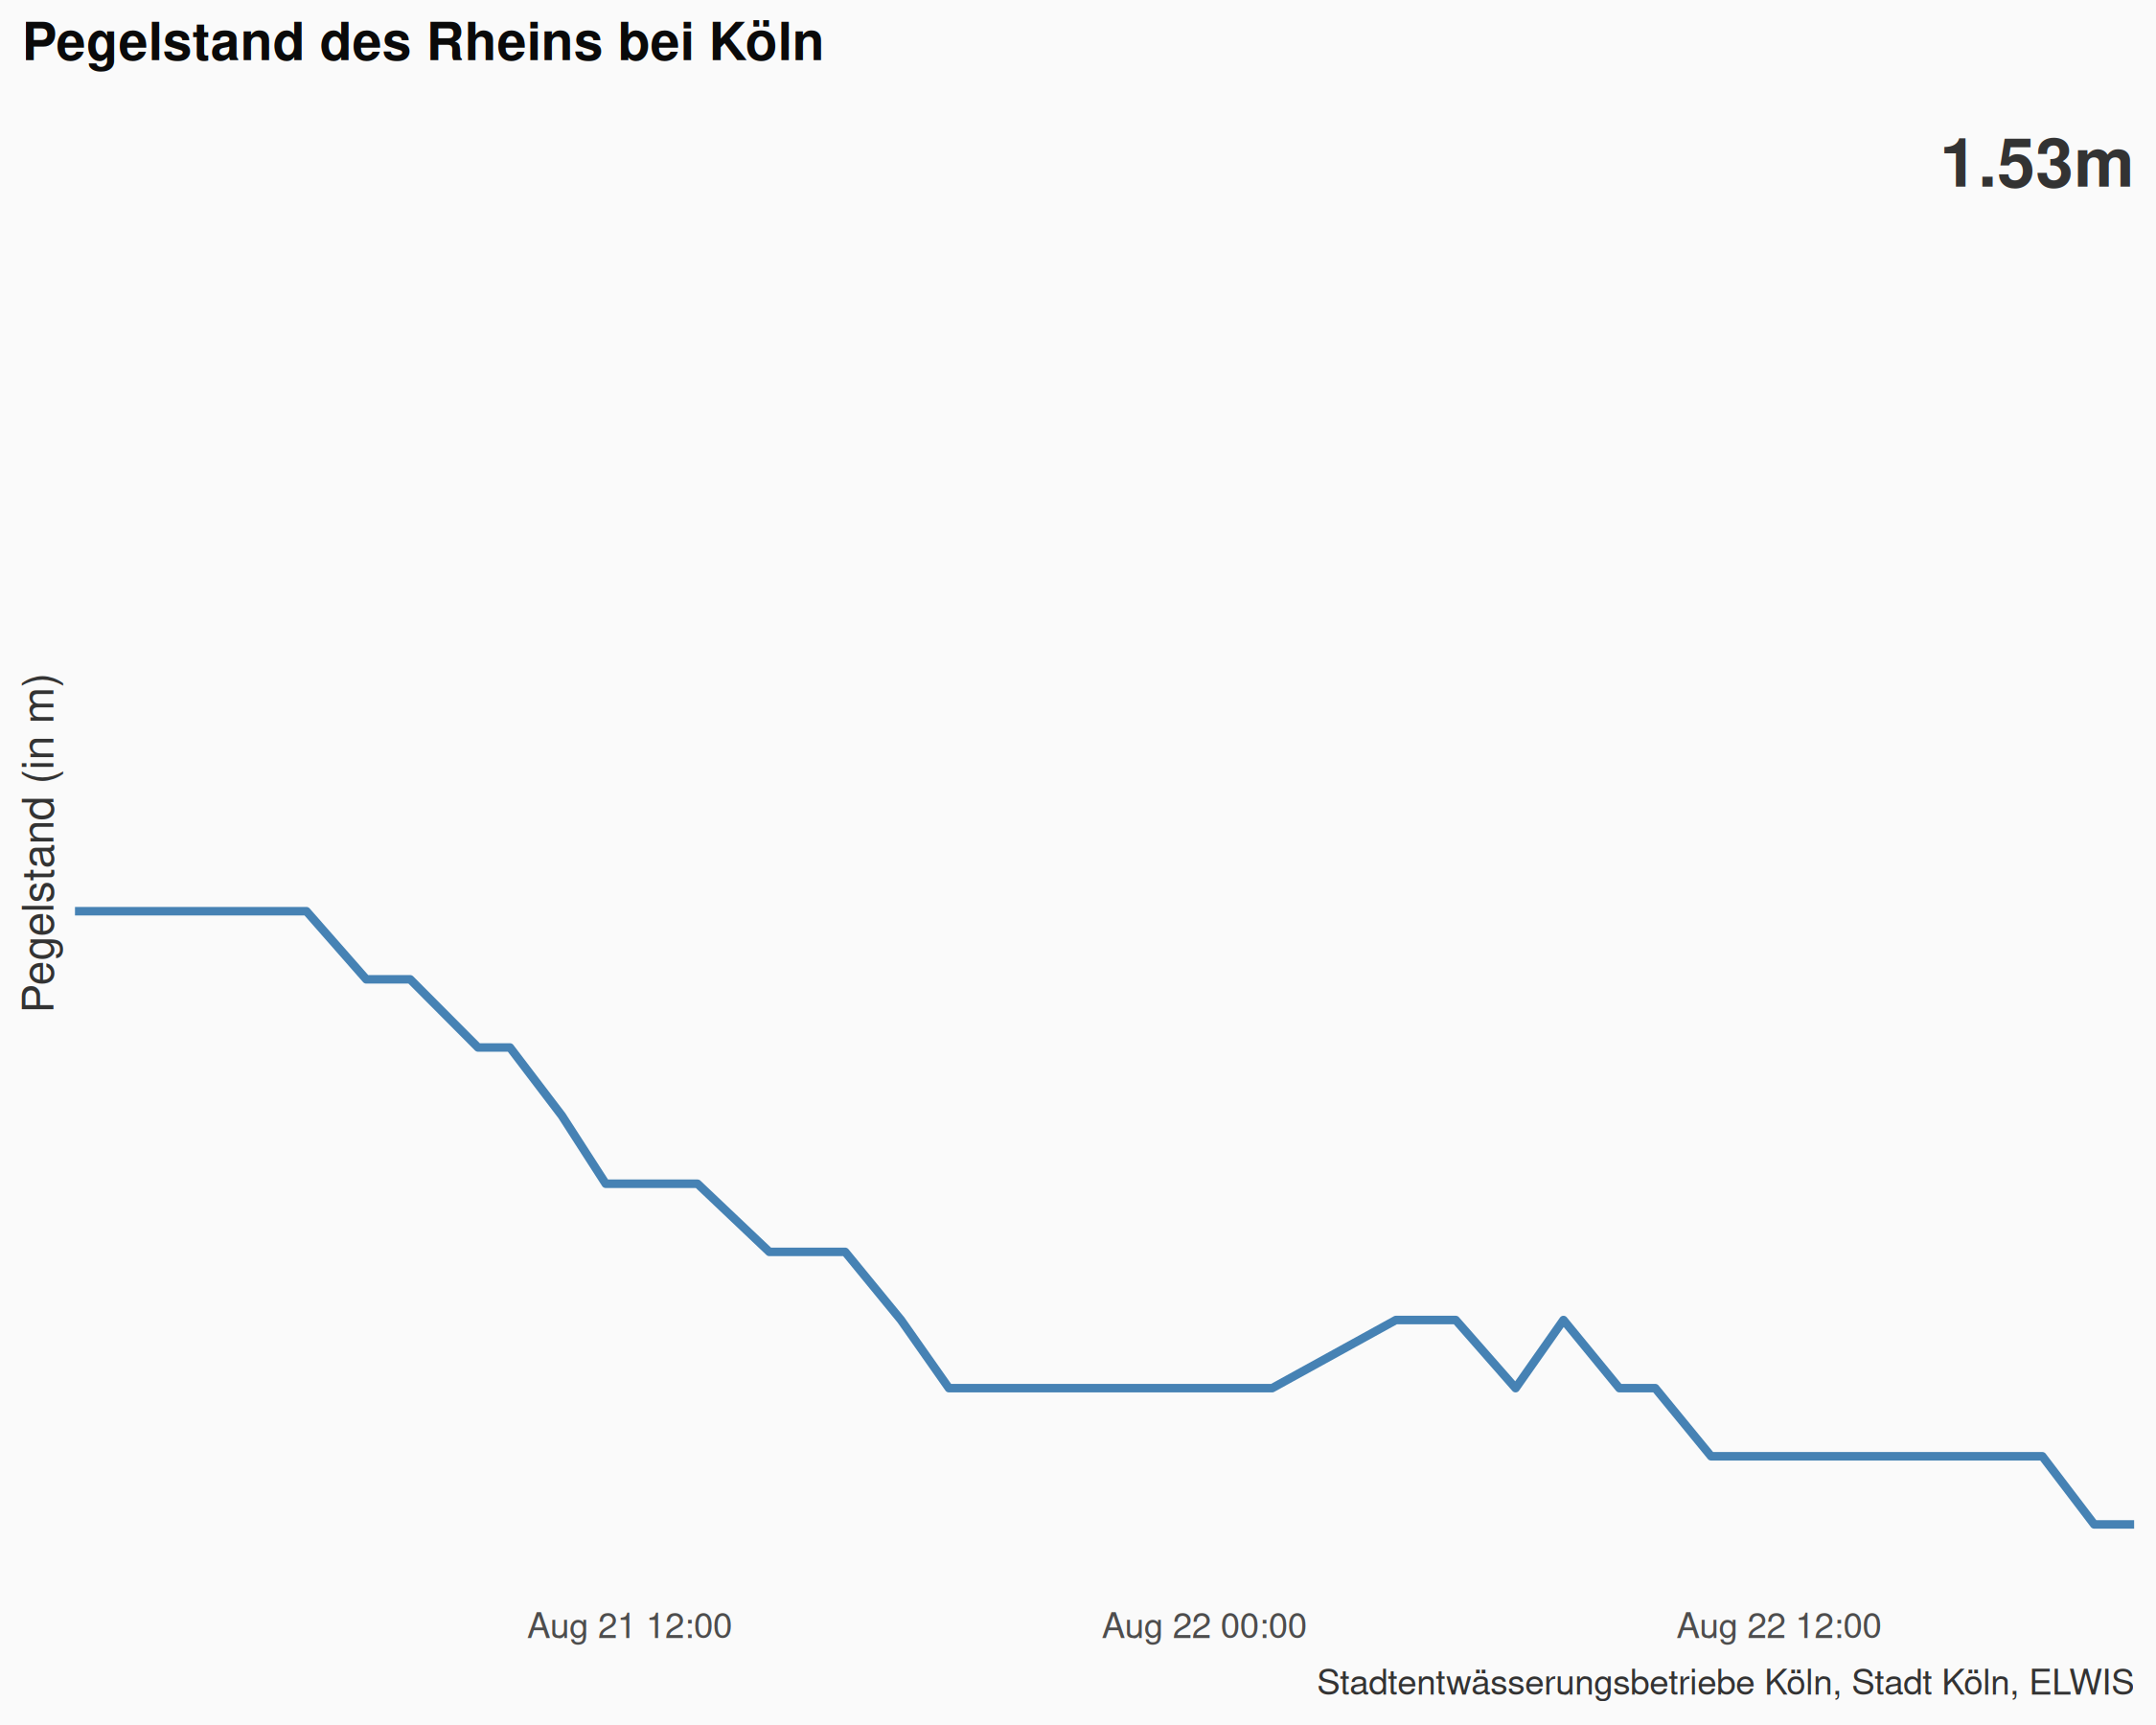 Pegelstand des Rheins bei Köln
1.53m
Pegelstand (in m)
Aug 21 12:00
Aug 22 00:00
Aug 22 12:00
Stadtentwässerungsbetriebe Köln, Stadt Köln, ELWIS